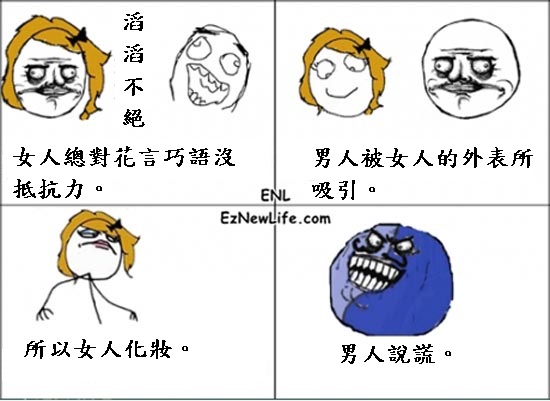 滔滔不絕
女人總對花言巧語沒
抵抗力。
男人被女人的外表所
吸引。
ENL
EzNewLife.com
所以女人化妝。
男人說謊。